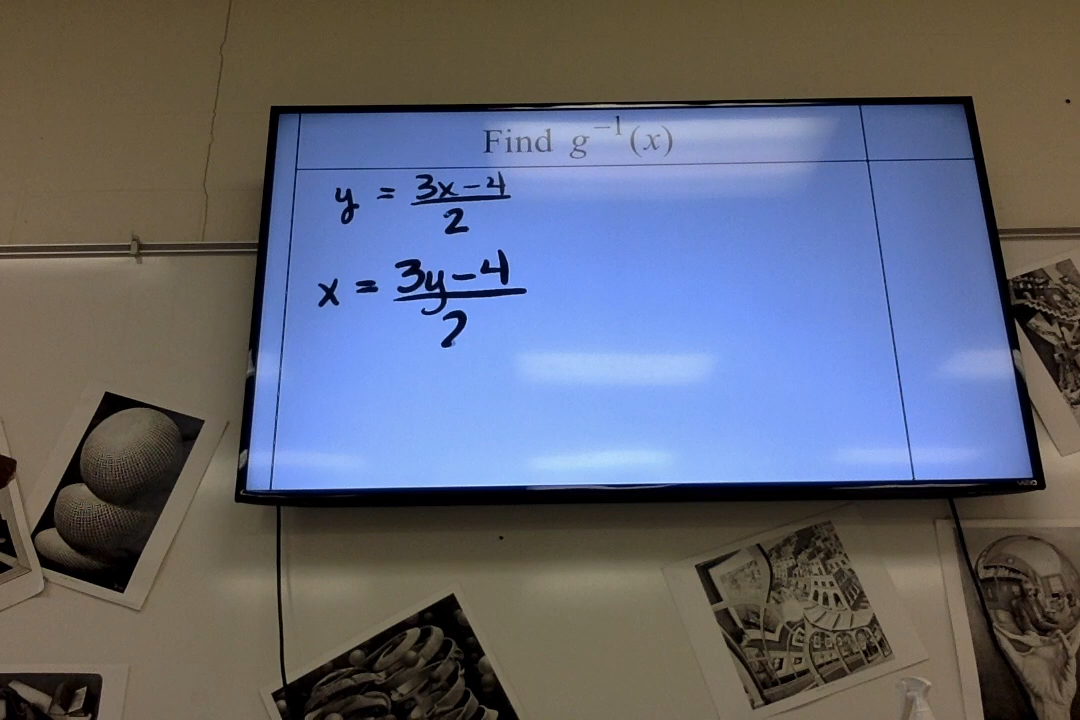 Find g⁻¹(x)
y = (3x-4)/2
x = (3y-4)/2